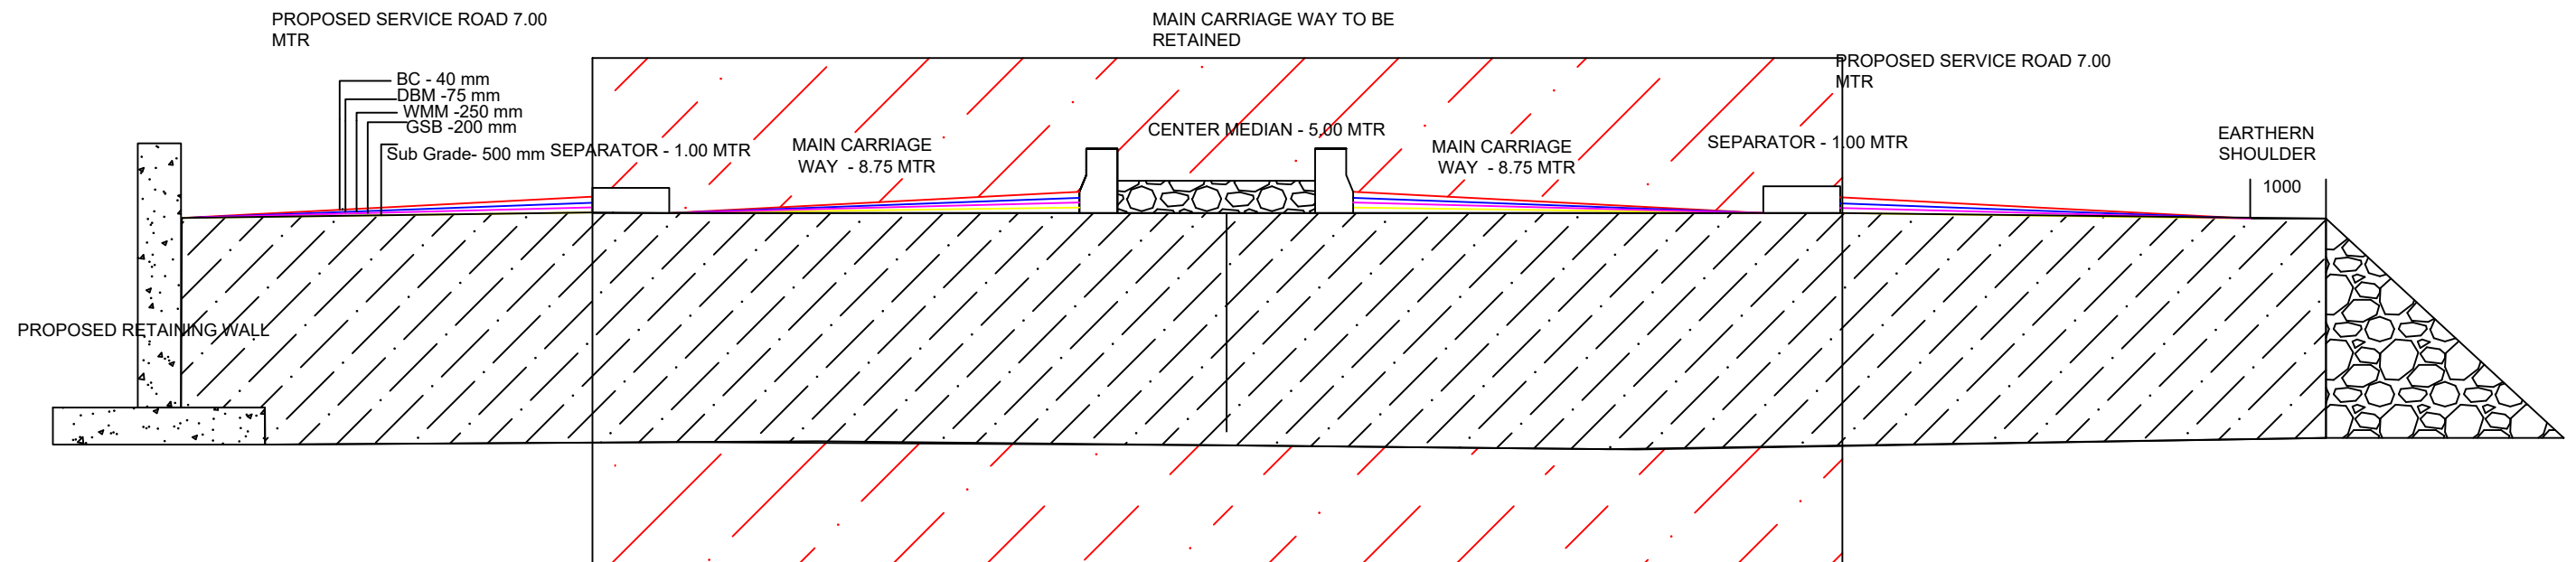 PROPOSED SERVICE ROAD 7.00
MTR
MAIN CARRIAGE WAY TO BE
RETAINED
PROPOSED SERVICE ROAD 7.00
MTR
BC - 40 mm
DBM -75 mm
WMM -250 mm
GSB -200 mm
Sub Grade- 500 mm
SEPARATOR - 1.00 MTR
MAIN CARRIAGE
WAY - 8.75 MTR
CENTER MEDIAN - 5.00 MTR
MAIN CARRIAGE
WAY - 8.75 MTR
SEPARATOR - 1.00 MTR
EARTHERN
SHOULDER
1000
PROPOSED RETAINING WALL